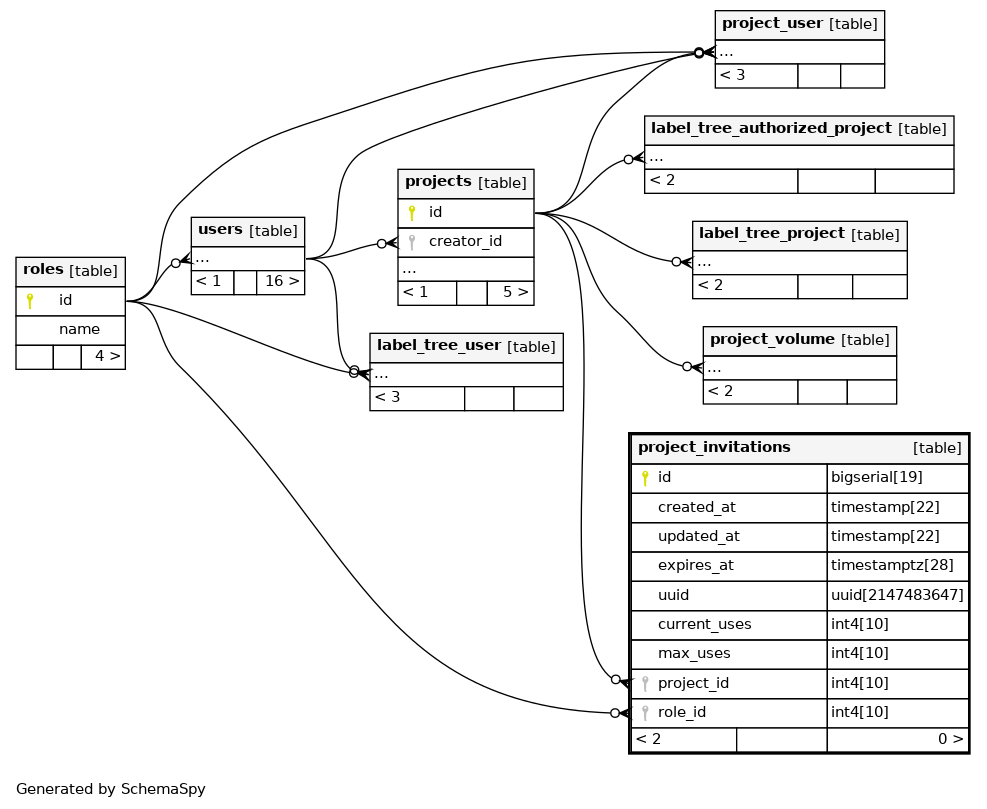 project_user [table]
...
< 3
label_tree_authorized_project [table]
...
< 2
projects [table]
id
creator_id
...
< 1 5 >
users [table]
...
< 1 16 >
label_tree_project [table]
...
< 2
roles [table]
id
name
4 >
label_tree_user [table]
...
< 3
project_volume [table]
...
< 2
project_invitations [table]
id bigserial[19]
created_at timestamp[22]
updated_at timestamp[22]
expires_at timestamptz[28]
uuid uuid[2147483647]
current_uses int4[10]
max_uses int4[10]
project_id int4[10]
role_id int4[10]
< 2 0 >
Generated by SchemaSpy